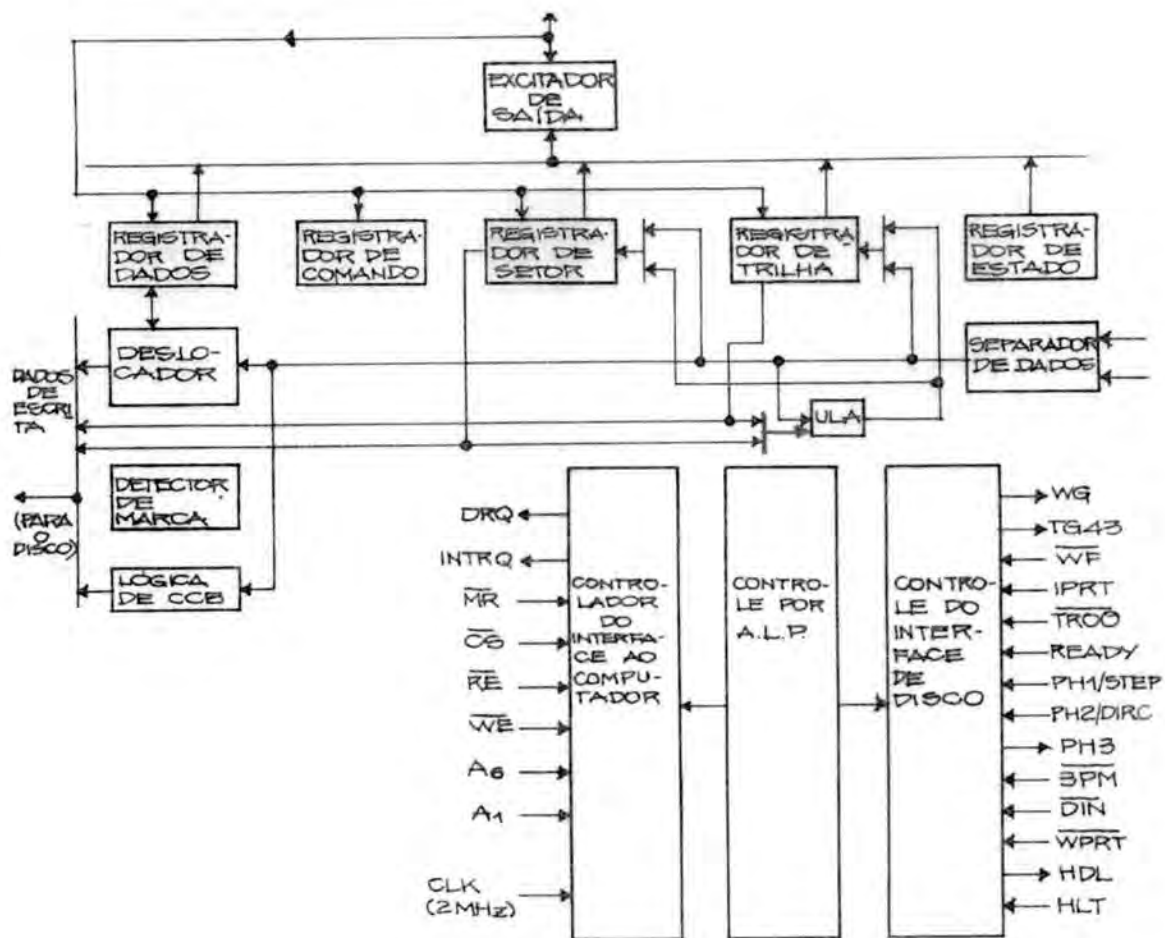 EXCITADOR
DE
SAÍDA
REGISTRA-
DOR DE
DADOS
REGISTRA-
DOR DE
COMANDO
REGISTRA-
DOR DE
SETOR
REGISTRA-
DOR DE
TRILHA
REGISTRA-
DOR DE
ESTADO
DESLO-
CADOR
SEPARADOR
DE DADOS
DADOS
DE
ESCRI
TA
ULA
DETECTOR
DE
MARCA
(PARA
O
DISCO)
LÓGICA
DE CCB
DRQ
INTRQ
MR
CS
RE
WE
A6
A1
CLK
(2MHz)
CONTRO-
LADOR
DO
INTERFA-
CE AO
COMPU-
TADOR
CONTRO-
LE POR
A.L.P.
CONTRO-
LE DO
INTER-
FACE
DE
DISCO
WG
TG43
WF
IPRT
TROO
READY
PH1/STEP
PH2/DIRC
PH3
3PM
DIN
WPRT
HDL
HLT